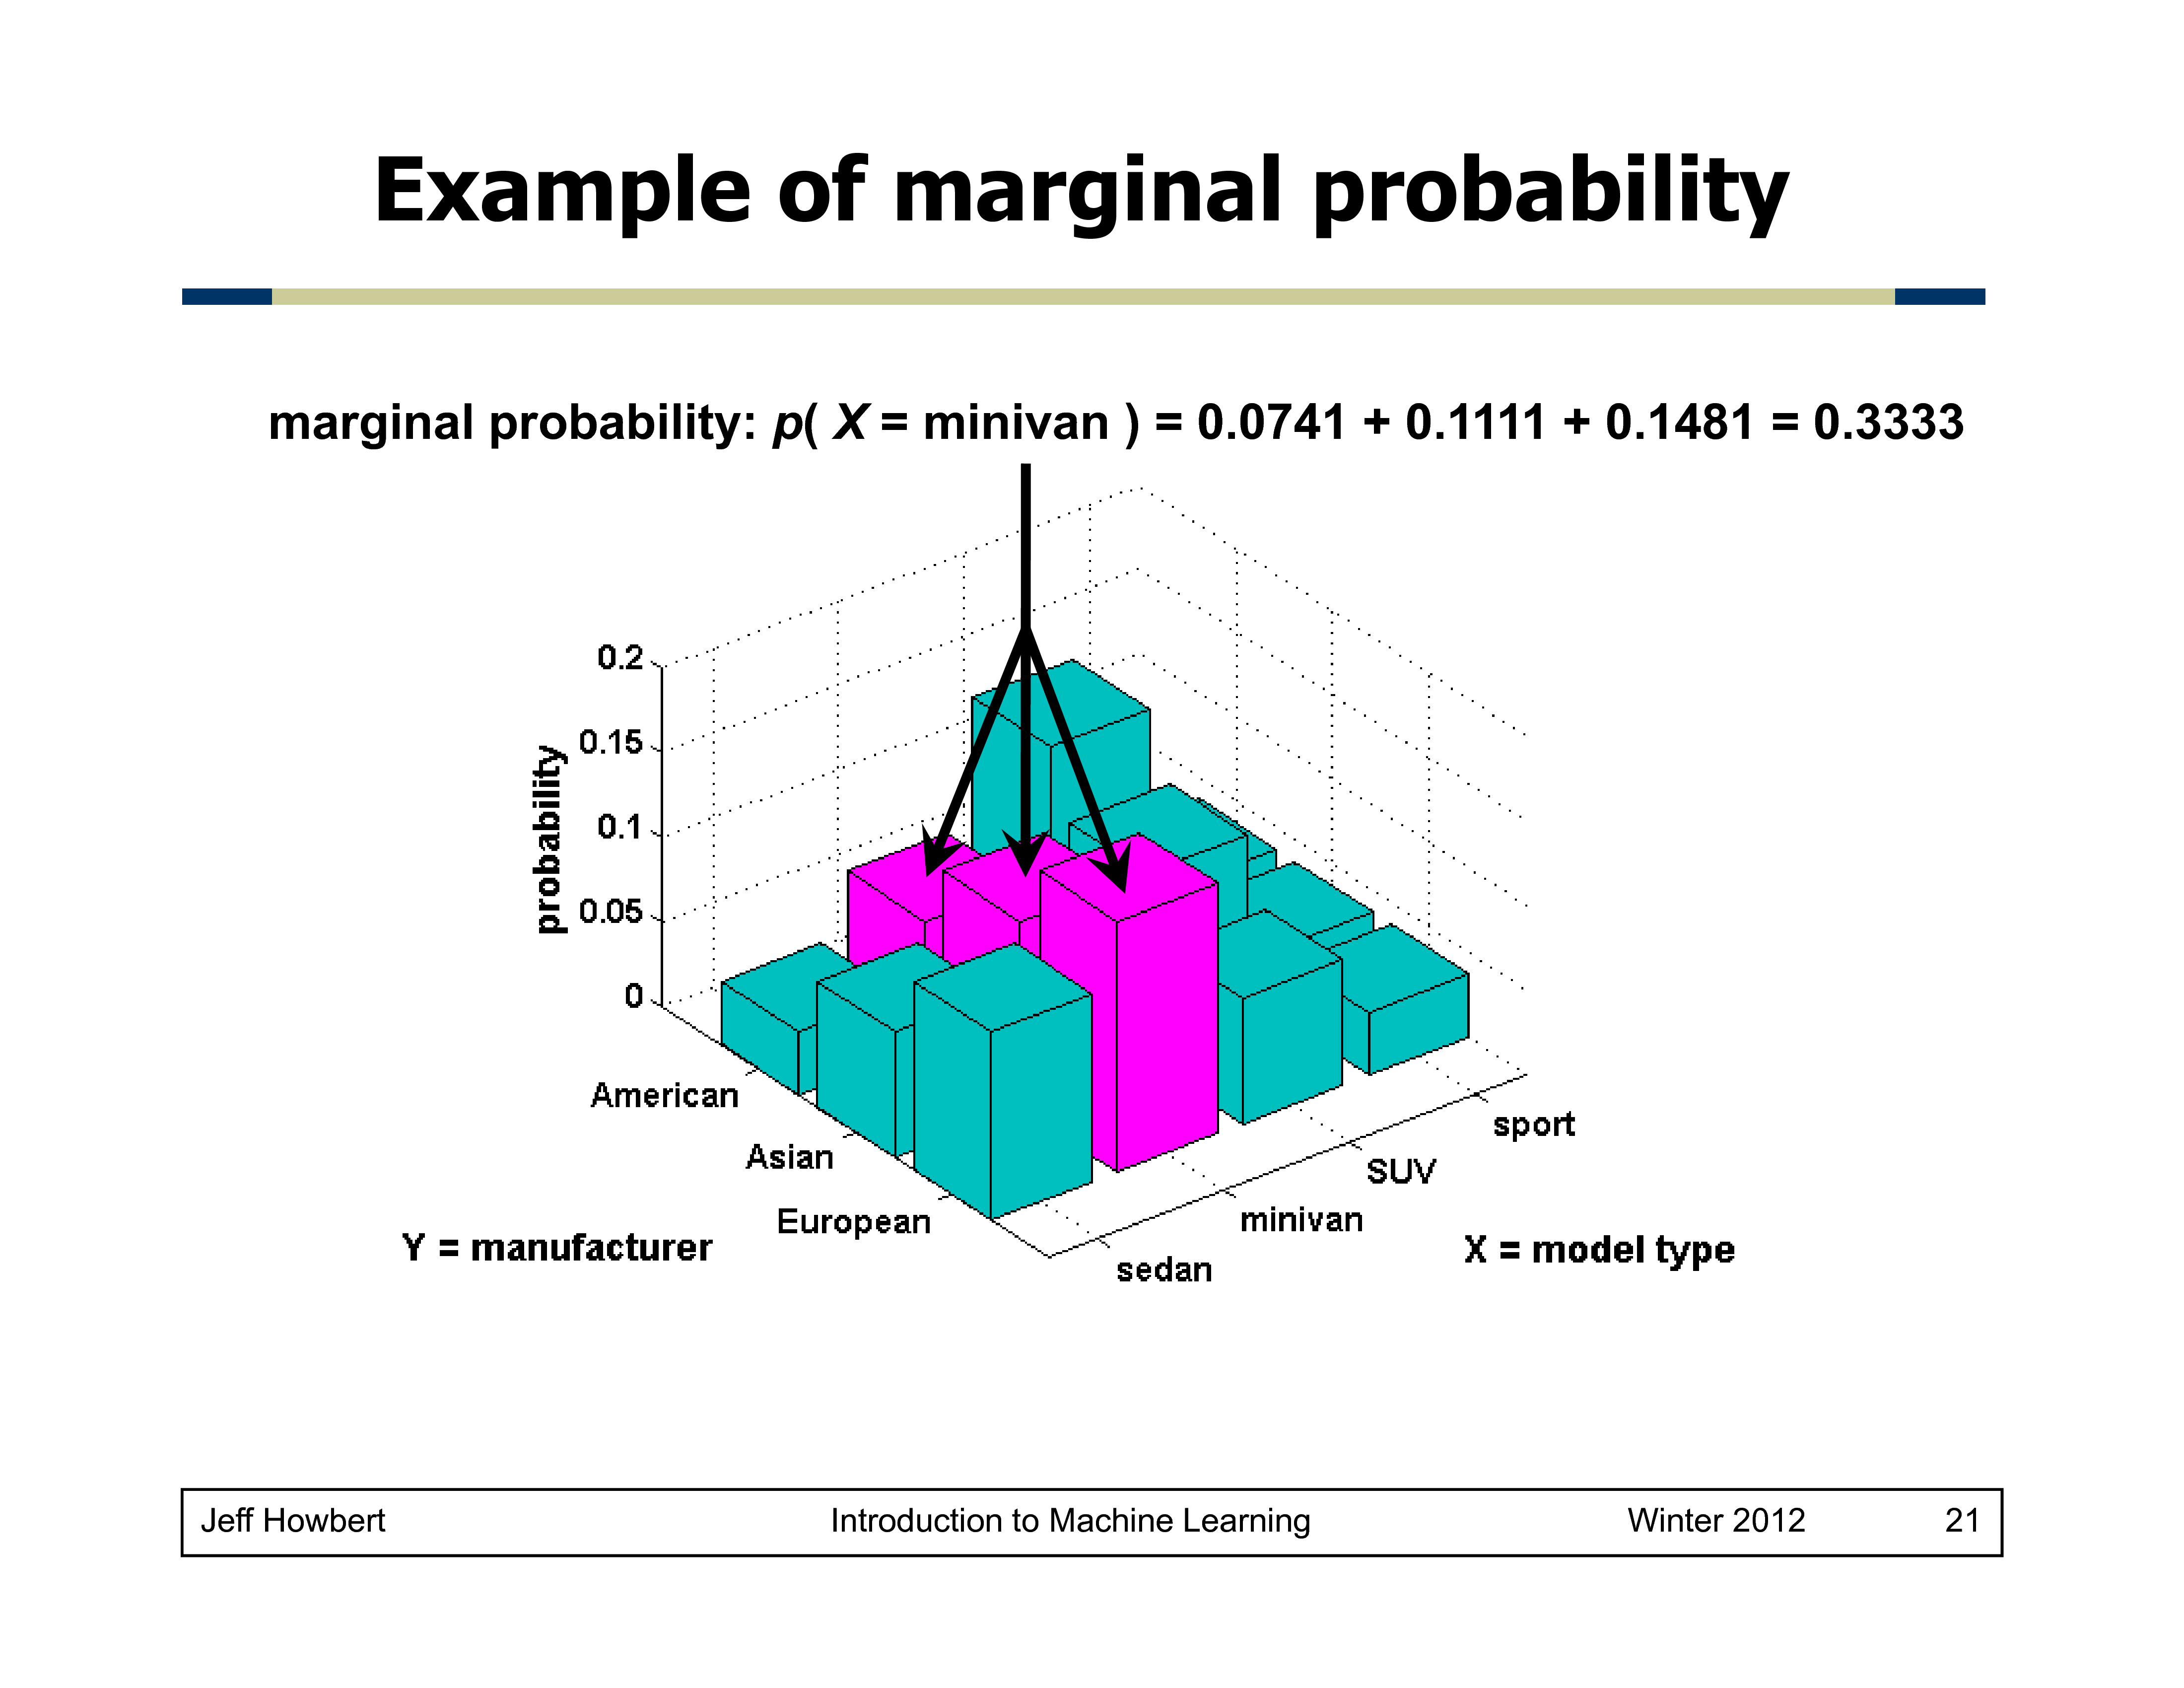 Example of marginal probability
marginal probability: p( X = minivan ) = 0.0741 + 0.1111 + 0.1481 = 0.3333
0.2
0.15
0.1
0.05
0
probability
American
Asian
European
Y = manufacturer
sport
SUV
minivan
sedan
X = model type
Jeff Howbert Introduction to Machine Learning Winter 2012 21